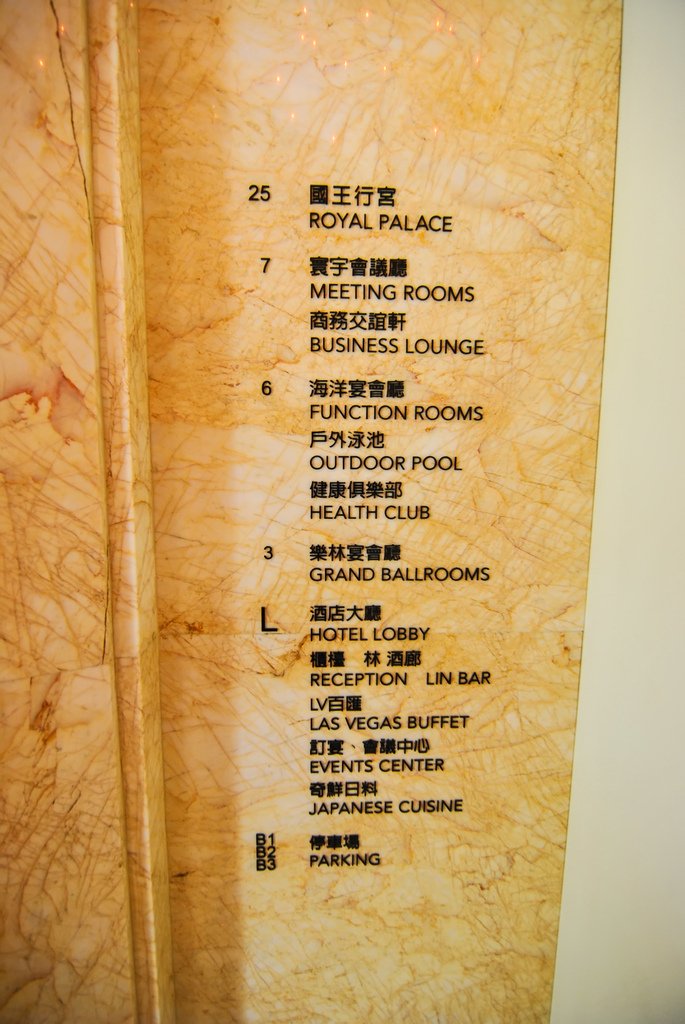 25 國王行宮
ROYAL PALACE
7 寰宇會議廳
MEETING ROOMS
商務交誼軒
BUSINESS LOUNGE
6 海洋宴會廳
FUNCTION ROOMS
戶外泳池
OUTDOOR POOL
健康俱樂部
HEALTH CLUB
3 樂林宴會廳
GRAND BALLROOMS
L 酒店大廳
HOTEL LOBBY
櫃檯 林 酒廊
RECEPTION LIN BAR
LV百匯
LAS VEGAS BUFFET
訂宴、會議中心
EVENTS CENTER
奇鮮日料
JAPANESE CUISINE
B1 停車場
B2 PARKING
B3